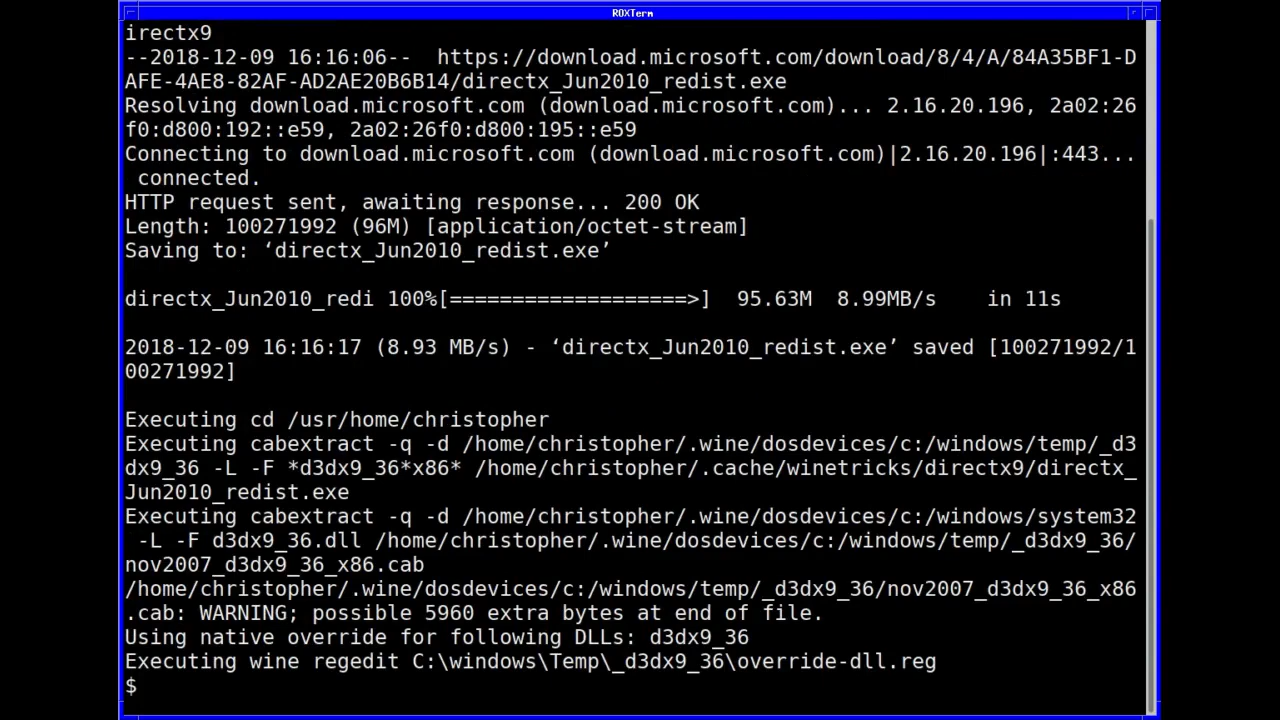 ROXTerm
irectx9
--2018-12-09 16:16:06--  https://download.microsoft.com/download/8/4/A/84A35BF1-D
AFE-4AE8-82AF-AD2AE20B6B14/directx_Jun2010_redist.exe
Resolving download.microsoft.com (download.microsoft.com)... 2.16.20.196, 2a02:26
f0:d800:192::e59, 2a02:26f0:d800:195::e59
Connecting to download.microsoft.com (download.microsoft.com)|2.16.20.196|:443...
 connected.
HTTP request sent, awaiting response... 200 OK
Length: 100271992 (96M) [application/octet-stream]
Saving to: ‘directx_Jun2010_redist.exe’

directx_Jun2010_redi 100%[===================>]  95.63M  8.99MB/s    in 11s

2018-12-09 16:16:17 (8.93 MB/s) - ‘directx_Jun2010_redist.exe’ saved [100271992/1
00271992]

Executing cd /usr/home/christopher
Executing cabextract -q -d /home/christopher/.wine/dosdevices/c:/windows/temp/_d3
dx9_36 -L -F *d3dx9_36*x86* /home/christopher/.cache/winetricks/directx9/directx_
Jun2010_redist.exe
Executing cabextract -q -d /home/christopher/.wine/dosdevices/c:/windows/system32
 -L -F d3dx9_36.dll /home/christopher/.wine/dosdevices/c:/windows/temp/_d3dx9_36/
nov2007_d3dx9_36_x86.cab
/home/christopher/.wine/dosdevices/c:/windows/temp/_d3dx9_36/nov2007_d3dx9_36_x86
.cab: WARNING; possible 5960 extra bytes at end of file.
Using native override for following DLLs: d3dx9_36
Executing wine regedit C:\windows\Temp\_d3dx9_36\override-dll.reg
$